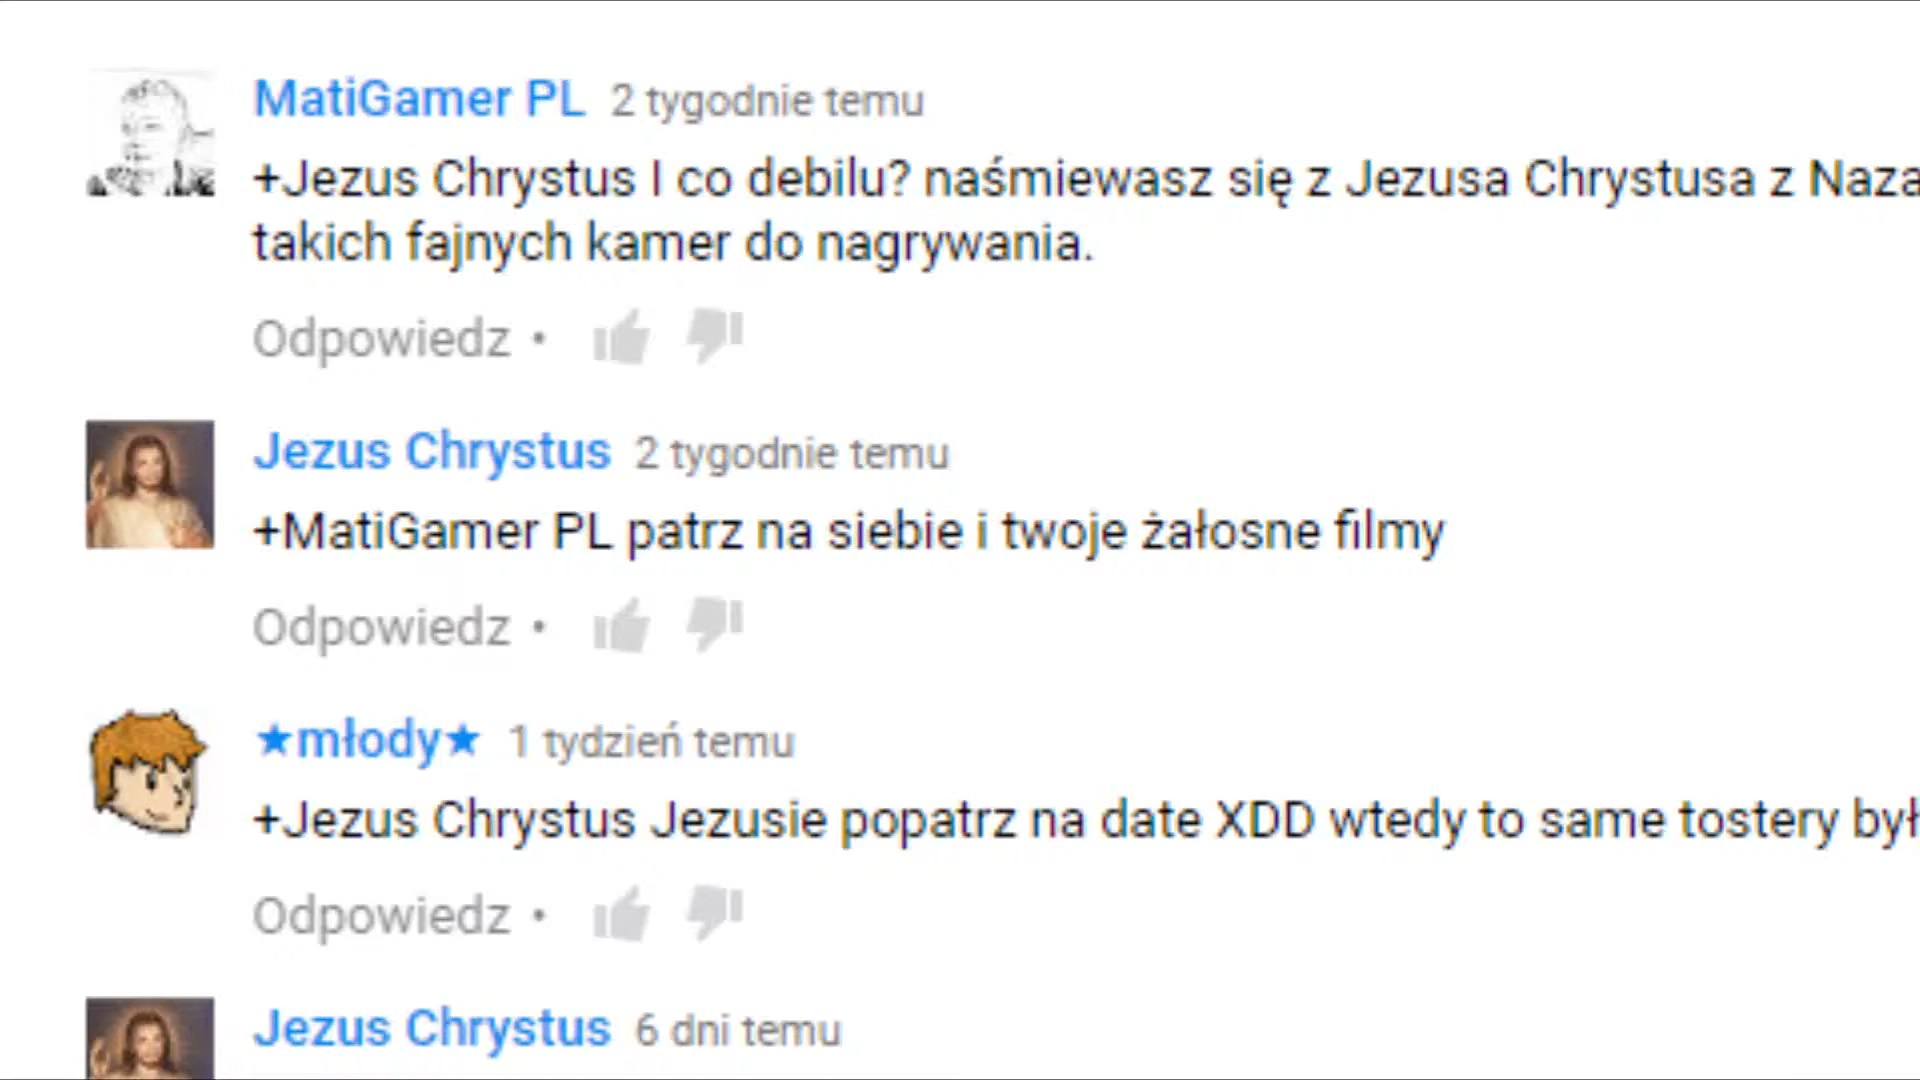 MatiGamer PL 2 tygodnie temu
+Jezus Chrystus I co debilu? naśmiewasz się z Jezusa Chrystusa z
takich fajnych kamer do nagrywania.
Odpowiedz •
Jezus Chrystus 2 tygodnie temu
+MatiGamer PL patrz na siebie i twoje żałosne filmy
Odpowiedz •
★młody★ 1 tydzień temu
+Jezus Chrystus Jezusie popatrz na date XDD wtedy to same tostery
Odpowiedz •
Jezus Chrystus 6 dni temu